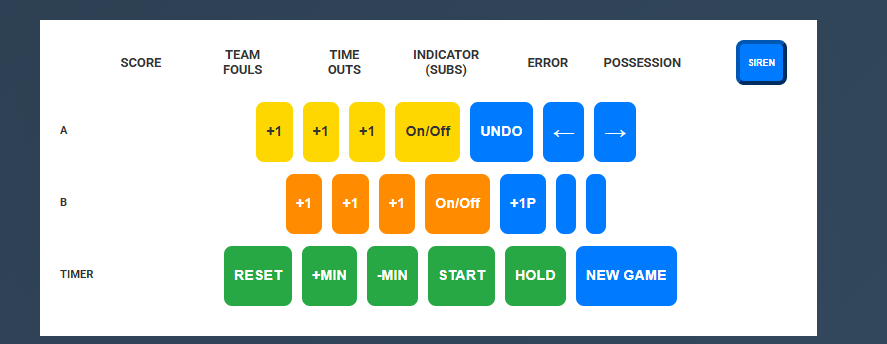 SCORE TEAM FOULS TIME OUTS INDICATOR (SUBS) ERROR POSSESSION SIREN
A +1 +1 +1 On/Off UNDO ← →
B +1 +1 +1 On/Off +1P
TIMER RESET +MIN -MIN START HOLD NEW GAME